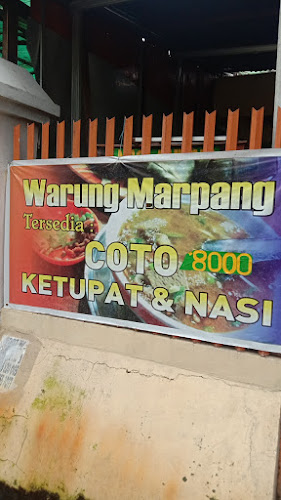 Warung Marpang
Tersedia :
COTO 8000
KETUPAT & NASI